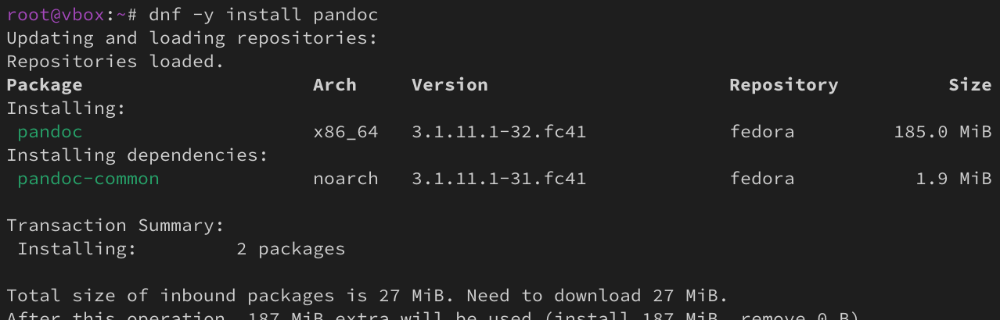 root@vbox:~# dnf -y install pandoc
Updating and loading repositories:
Repositories loaded.
Package Arch Version Repository Size
Installing:
pandoc x86_64 3.1.11.1-32.fc41 fedora 185.0 MiB
Installing dependencies:
pandoc-common noarch 3.1.11.1-31.fc41 fedora 1.9 MiB
Transaction Summary:
Installing: 2 packages
Total size of inbound packages is 27 MiB. Need to download 27 MiB.
After this operation, 187 MiB extra will be used (install 187 MiB, remove 0 B).